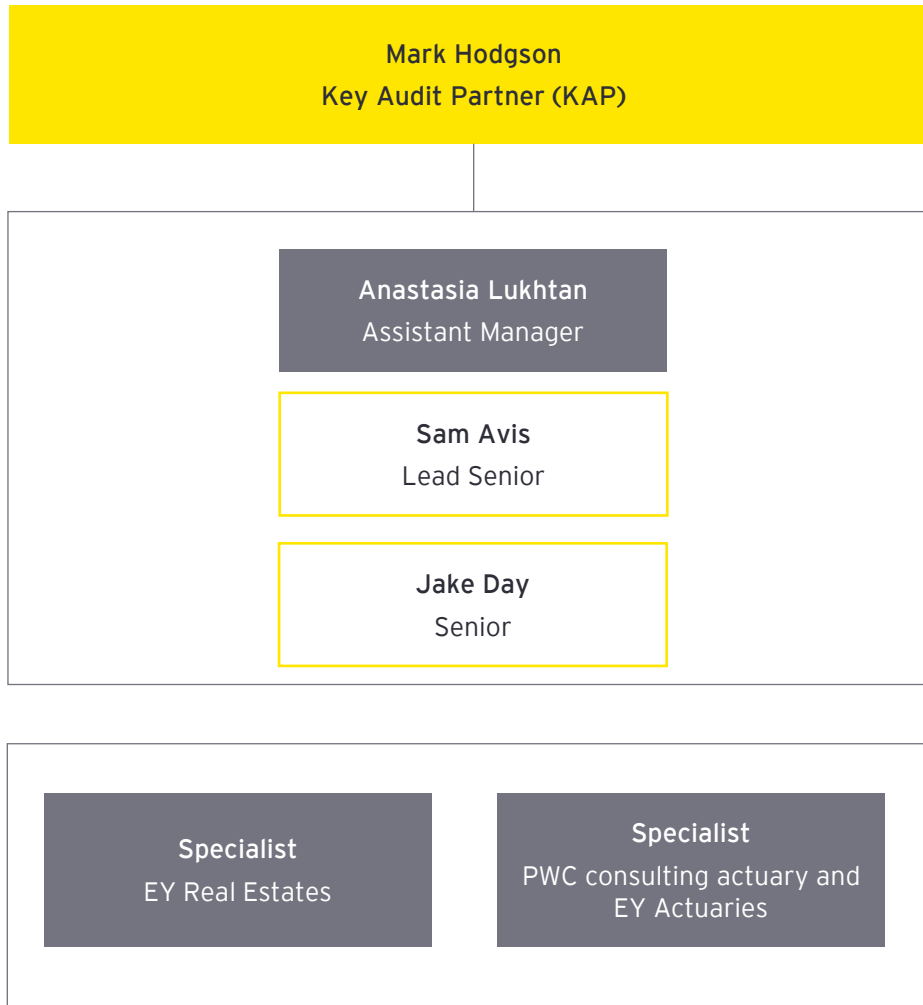 Mark Hodgson
Key Audit Partner (KAP)
Anastasia Lukhtan
Assistant Manager
Sam Avis
Lead Senior
Jake Day
Senior
Specialist
EY Real Estates
Specialist
PWC consulting actuary and
EY Actuaries